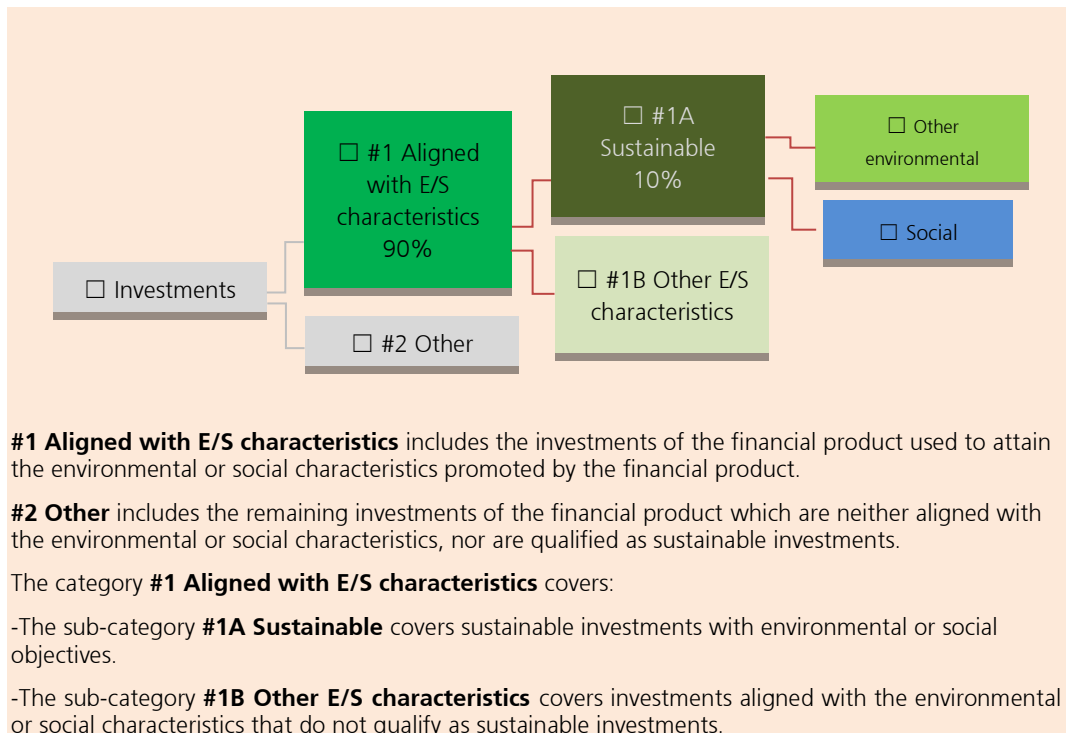 ☐ #1A
Sustainable
10%
☐ Other
environmental
☐ #1 Aligned
with E/S
characteristics
90%
☐ Social
☐ #1B Other E/S
characteristics
☐ Investments
☐ #2 Other
#1 Aligned with E/S characteristics includes the investments of the financial product used to attain
the environmental or social characteristics promoted by the financial product.
#2 Other includes the remaining investments of the financial product which are neither aligned with
the environmental or social characteristics, nor are qualified as sustainable investments.
The category #1 Aligned with E/S characteristics covers:
-The sub-category #1A Sustainable covers sustainable investments with environmental or social
objectives.
-The sub-category #1B Other E/S characteristics covers investments aligned with the environmental
or social characteristics that do not qualify as sustainable investments.